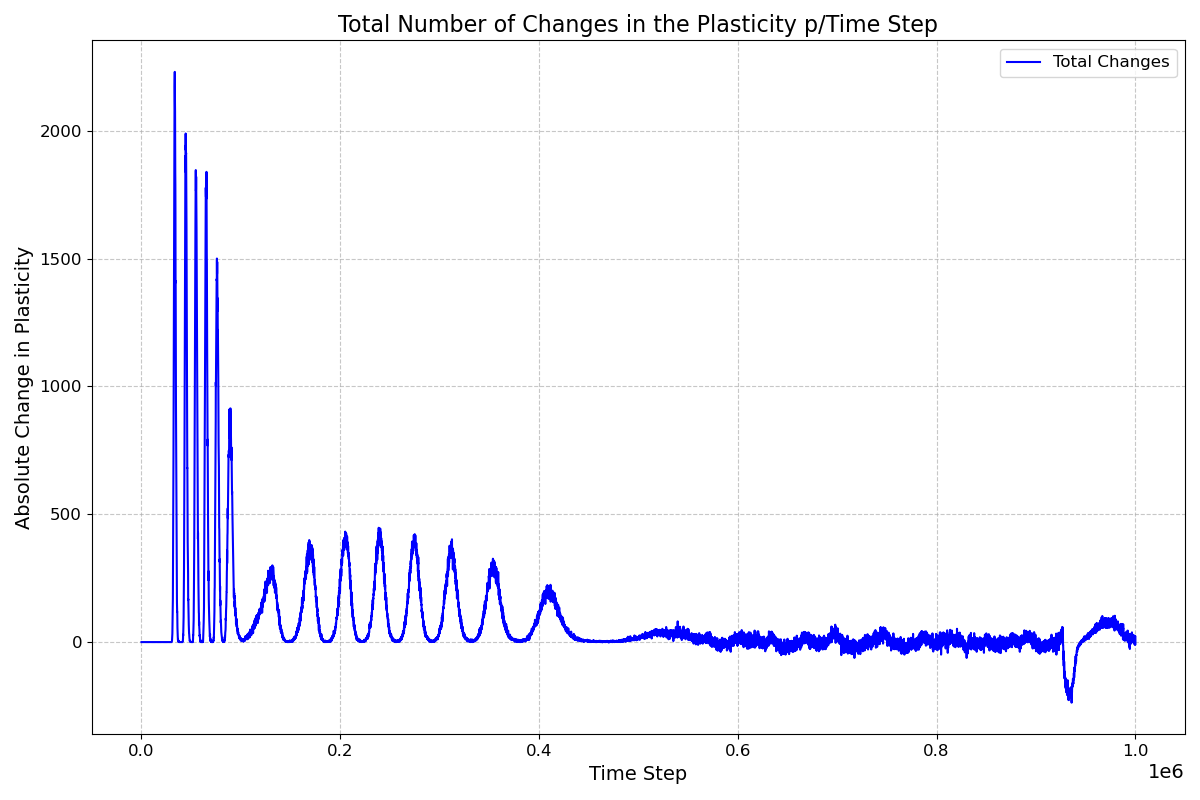 Total Number of Changes in the Plasticity p/Time Step
Total Changes
Absolute Change in Plasticity
2000
1500
1000
500
0
0.0 0.2 0.4 0.6 0.8 1.0
1e6
Time Step